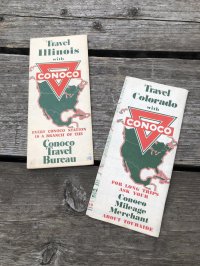 Travel
Illinois
with
CONOCO
EVERY CONOCO STATION
IS A BRANCH OF THE
Conoco
Travel
Bureau
Travel
Colorado
with
CONOCO
FOR LONG TRIPS
ASK YOUR
Conoco
Mileage
Merchant
ABOUT TOURAIDE